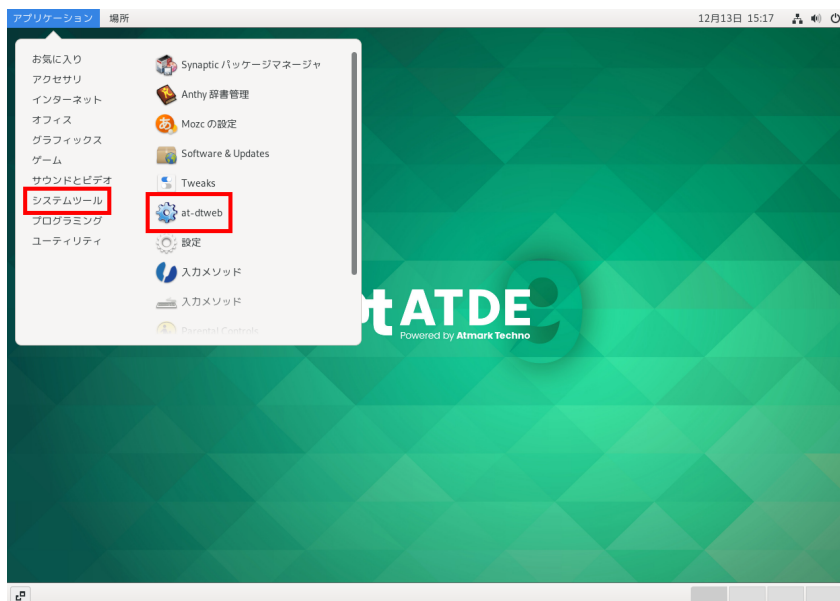 アプリケーション 場所 12月13日 15:17
お気に入り
アクセサリ
インターネット
オフィス
グラフィックス
ゲーム
サウンドとビデオ
システムツール
プログラミング
ユーティリティ
Synaptic パッケージマネージャ
Anthy 辞書管理
Mozc の設定
Software & Updates
Tweaks
at-dtweb
設定
入力メソッド
入力メソッド
Parental Controls
ATDE9
Powered by Atmark Techno